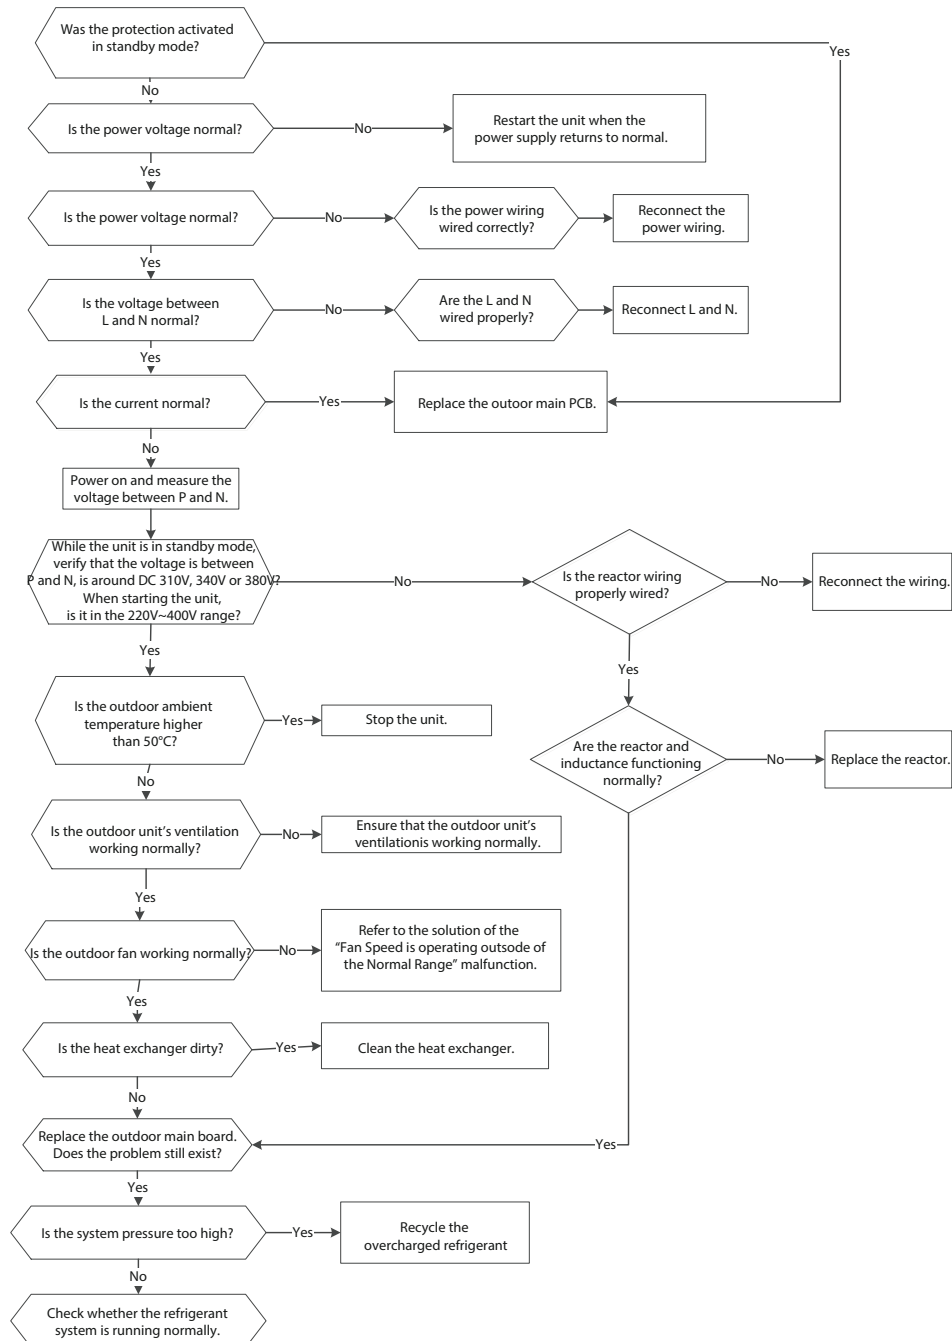 Was the protection activated
in standby mode?
Yes
No
Is the power voltage normal?
No
Restart the unit when the
power supply returns to normal.
Yes
Is the power voltage normal?
No
Is the power wiring
wired correctly?
Reconnect the
power wiring.
Yes
Is the voltage between
L and N normal?
No
Are the L and N
wired properly?
Reconnect L and N.
Yes
Is the current normal?
Yes
Replace the outoor main PCB.
No
Power on and measure the
voltage between P and N.
While the unit is in standby mode,
verify that the voltage is between
P and N, is around DC 310V, 340V or 380V?
When starting the unit,
is it in the 220V~400V range?
No
Is the reactor wiring
properly wired?
No
Reconnect the wiring.
Yes
Yes
Is the outdoor ambient
temperature higher
than 50°C?
Yes
Stop the unit.
Are the reactor and
inductance functioning
normally?
No
Replace the reactor.
No
Is the outdoor unit's ventilation
working normally?
No
Ensure that the outdoor unit's
ventilationis working normally.
Yes
Is the outdoor fan working normally?
No
Refer to the solution of the
“Fan Speed is operating outsode of
the Normal Range” malfunction.
Yes
Is the heat exchanger dirty?
Yes
Clean the heat exchanger.
No
Replace the outdoor main board.
Does the problem still exist?
Yes
Yes
Is the system pressure too high?
Yes
Recycle the
overcharged refrigerant
No
Check whether the refrigerant
system is running normally.